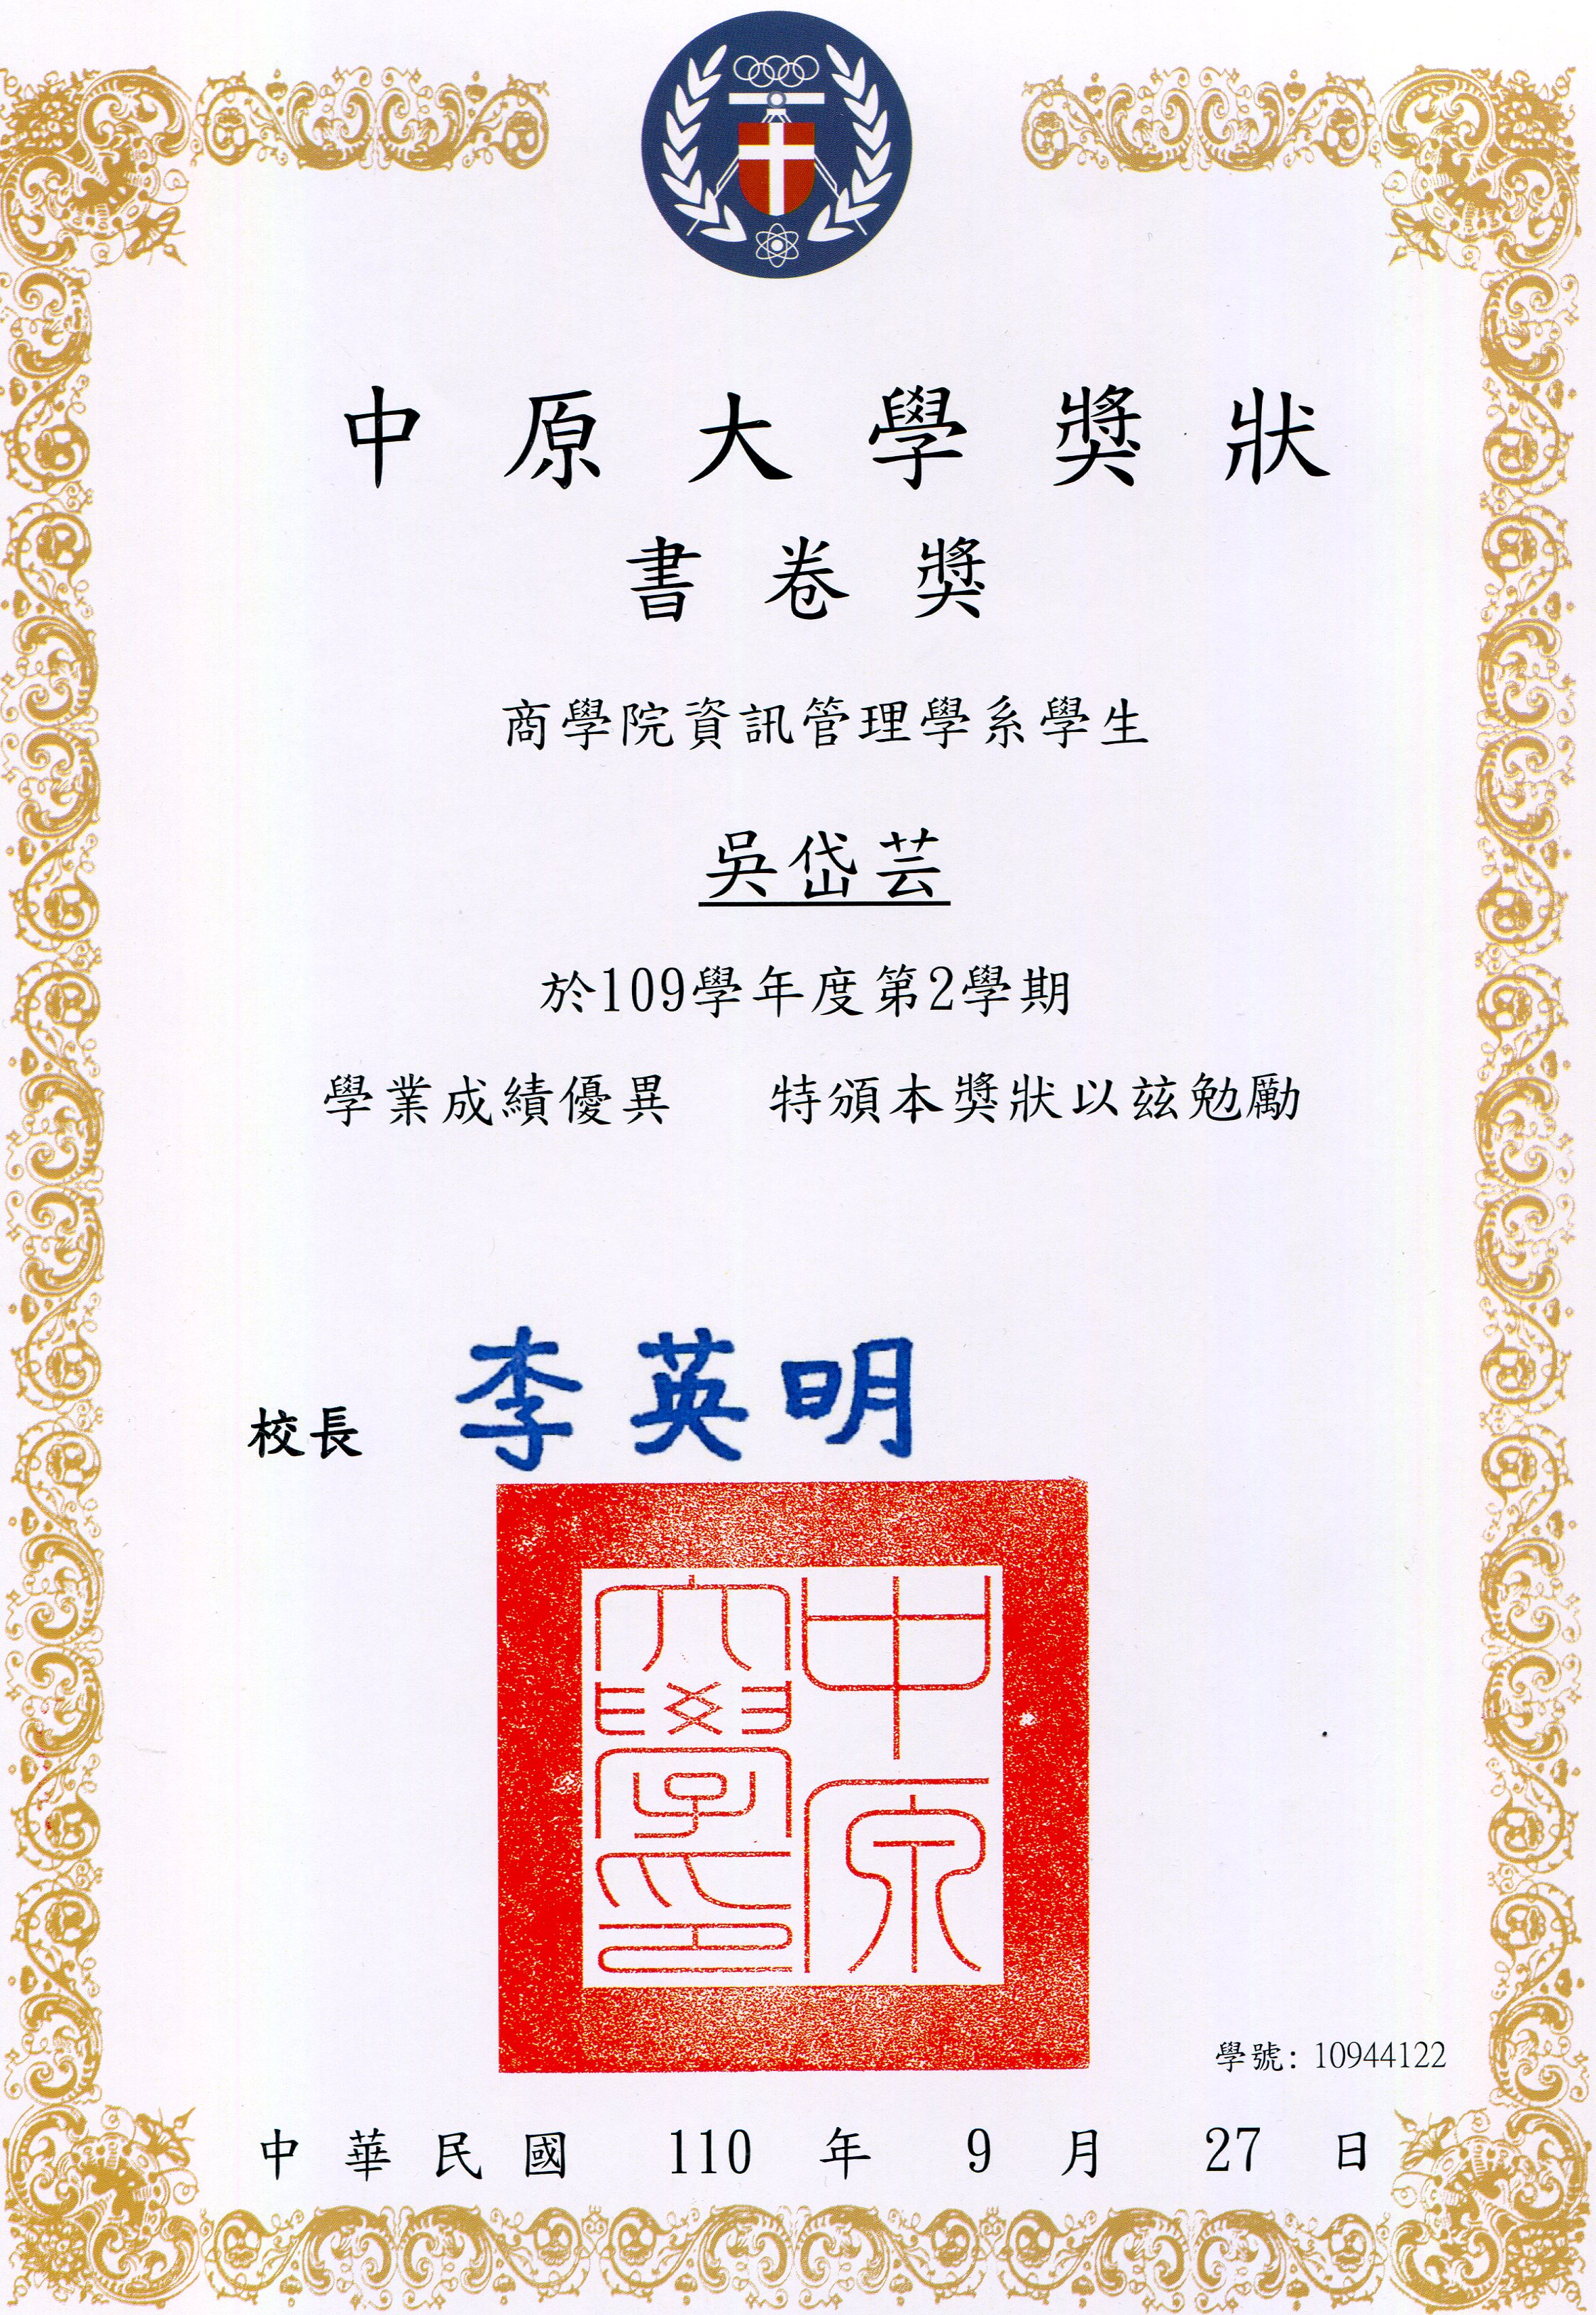 中原大學獎狀
書卷獎
商學院資訊管理學系學生
吳岱芸
於109學年度第2學期
學業成績優異 特頒本獎狀以茲勉勵
校長 李英明
中原
大學印
學號: 10944122
中華民國 110 年 9 月 27 日